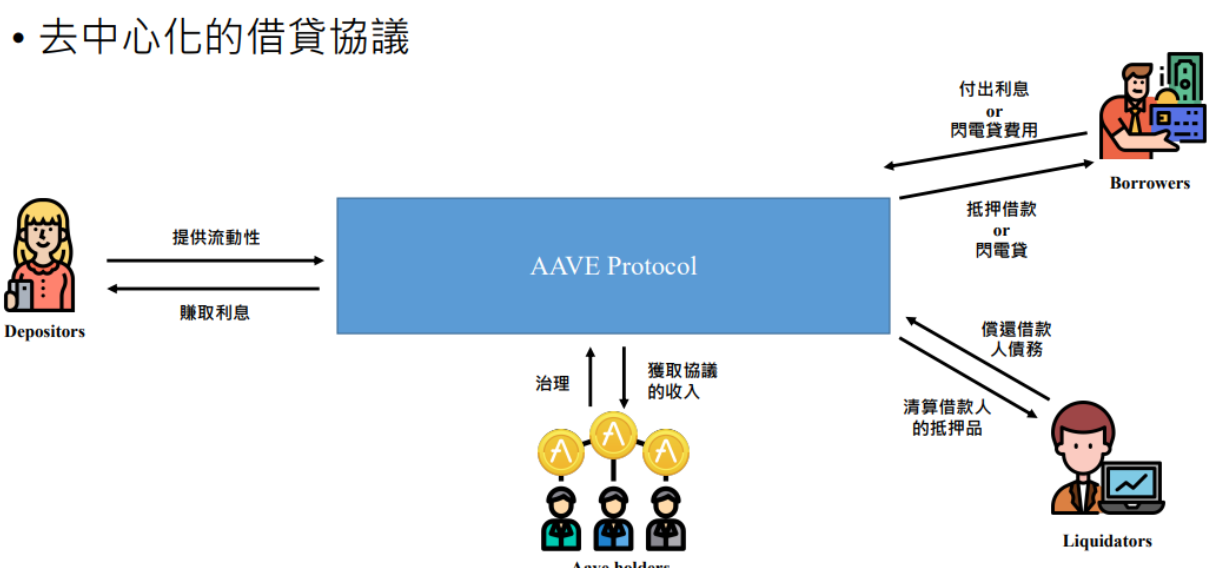 • 去中心化的借貸協議
付出利息
or
閃電貸費用
Borrowers
抵押借款
or
閃電貸
提供流動性
AAVE Protocol
賺取利息
Depositors
償還借款
人債務
治理
獲取協議
的收入
清算借款人
的抵押品
Liquidators
Aave holders